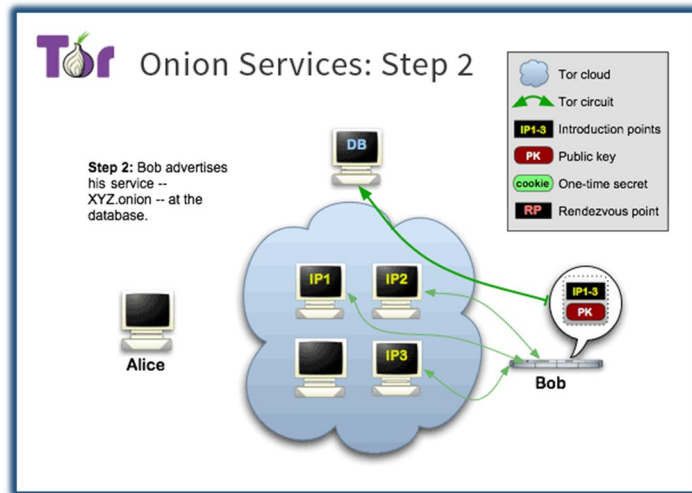 Tor
Onion Services: Step 2
Tor cloud
Tor circuit
IP1-3 Introduction points
PK Public key
cookie One-time secret
RP Rendezvous point
Step 2: Bob advertises
his service --
XYZ.onion -- at the
database.
DB
IP1
IP2
IP3
IP1-3
PK
Alice
Bob